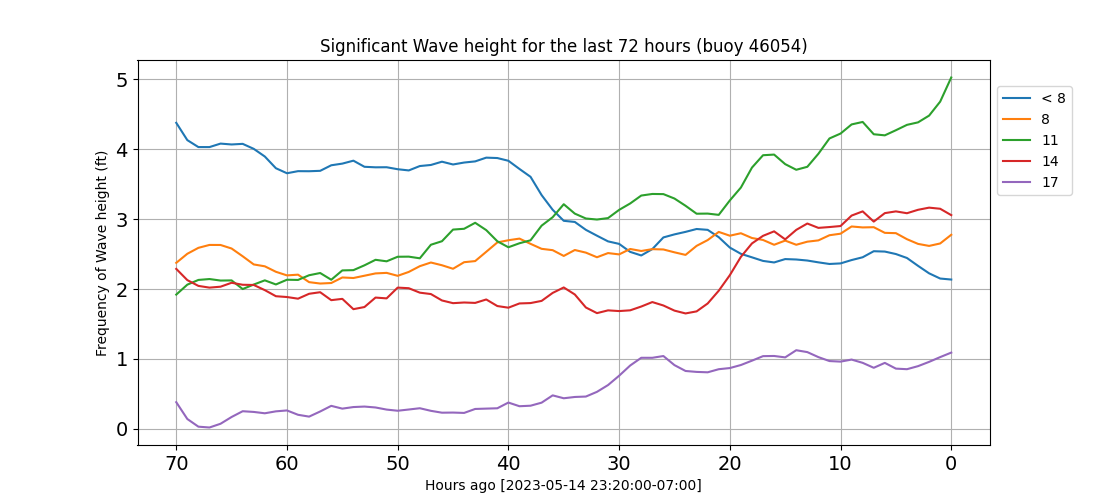 Significant Wave height for the last 72 hours (buoy 46054)
Frequency of Wave height (ft)
5
4
3
2
1
0
70 60 50 40 30 20 10 0
Hours ago [2023-05-14 23:20:00-07:00]
< 8
8
11
14
17